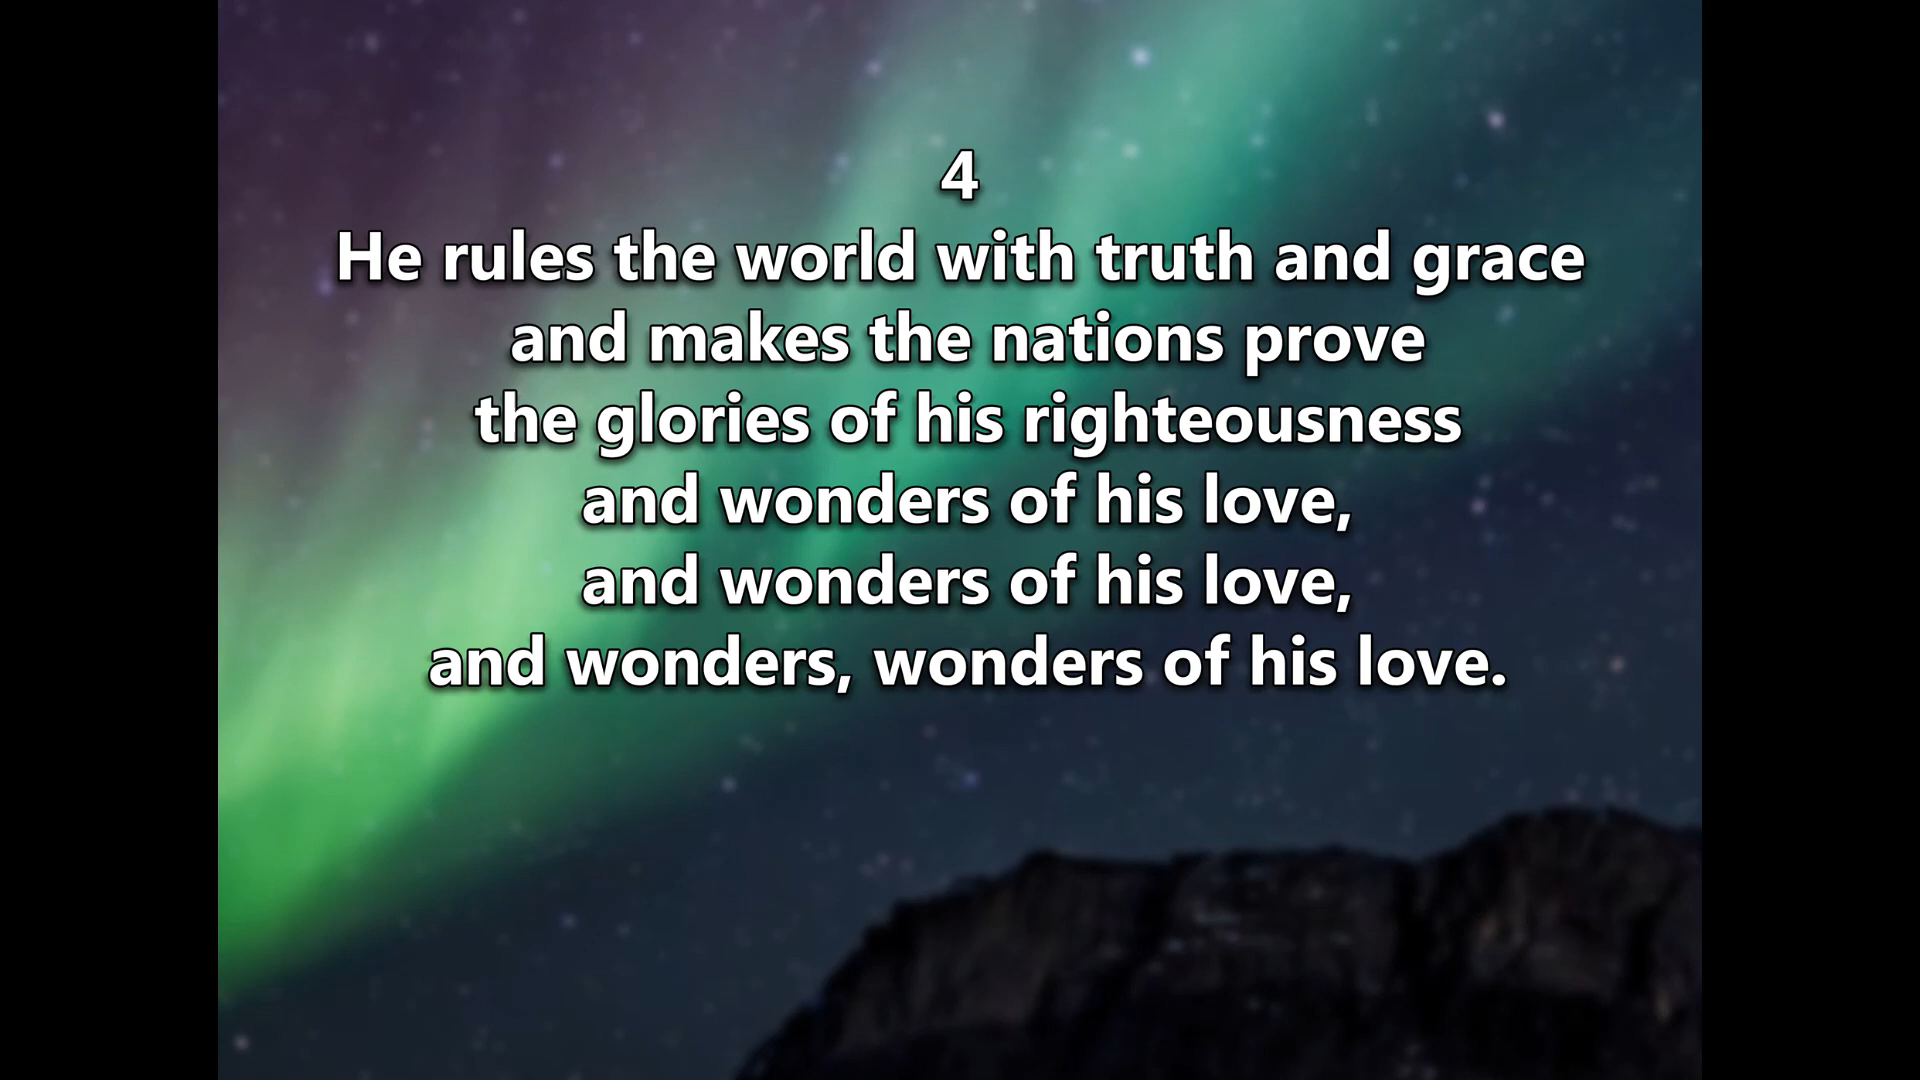 4
He rules the world with truth and grace
and makes the nations prove
the glories of his righteousness
and wonders of his love,
and wonders of his love,
and wonders, wonders of his love.